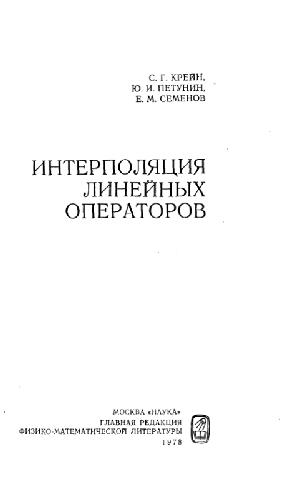 С. Г. КРЕЙН,
Ю. И. ПЕТУНИН,
Е. М. СЕМЕНОВ
ИНТЕРПОЛЯЦИЯ
ЛИНЕЙНЫХ
ОПЕРАТОРОВ
МОСКВА «НАУКА»
ГЛАВНАЯ РЕДАКЦИЯ
ФИЗИКО-МАТЕМАТИЧЕСКОЙ ЛИТЕРАТУРЫ
1978